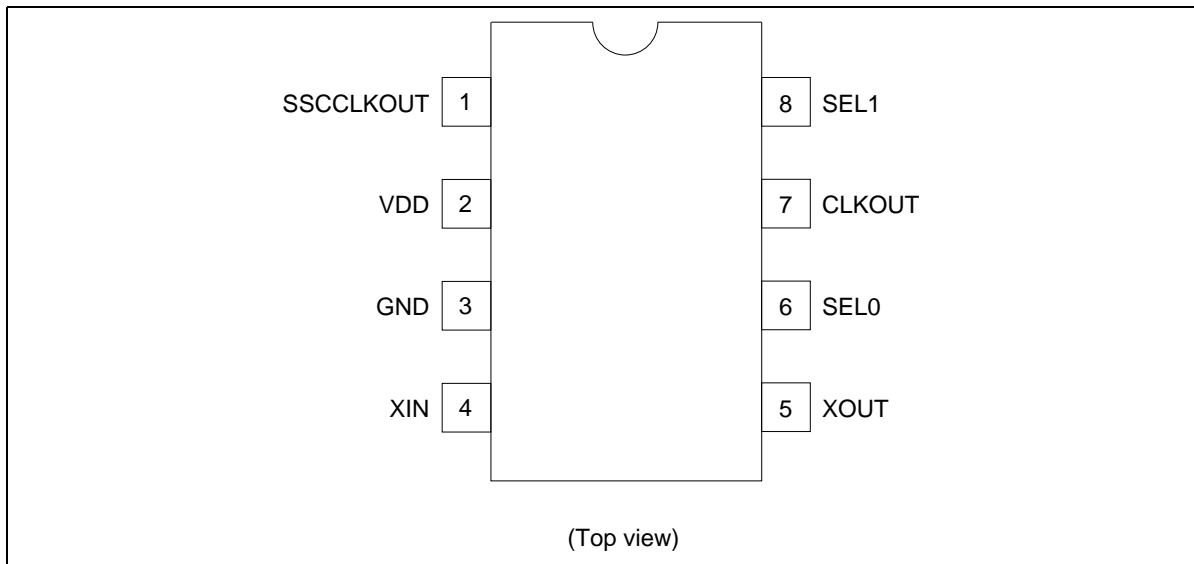 SSCCLKOUT 1 8 SEL1
VDD 2 7 CLKOUT
GND 3 6 SEL0
XIN 4 5 XOUT
(Top view)